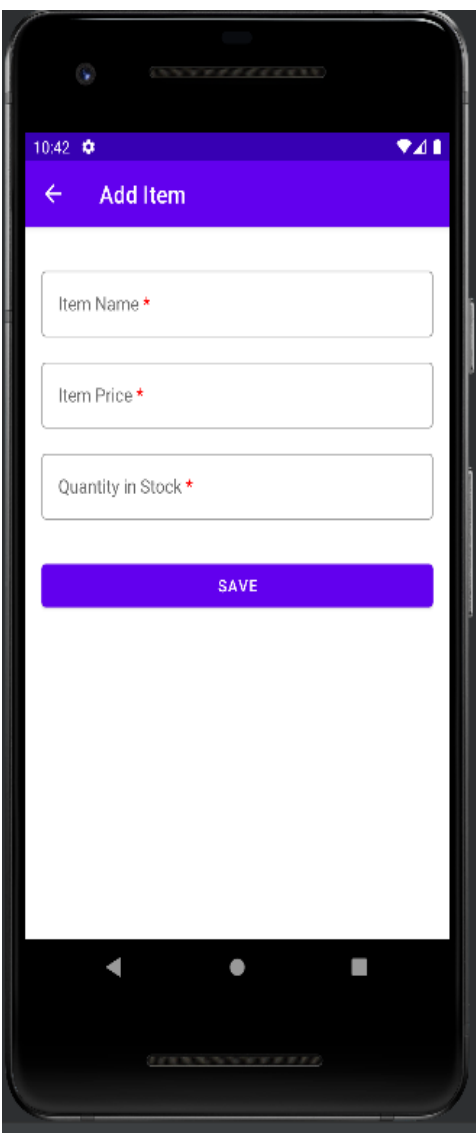 10:42
Add Item
Item Name *
Item Price *
Quantity in Stock *
SAVE